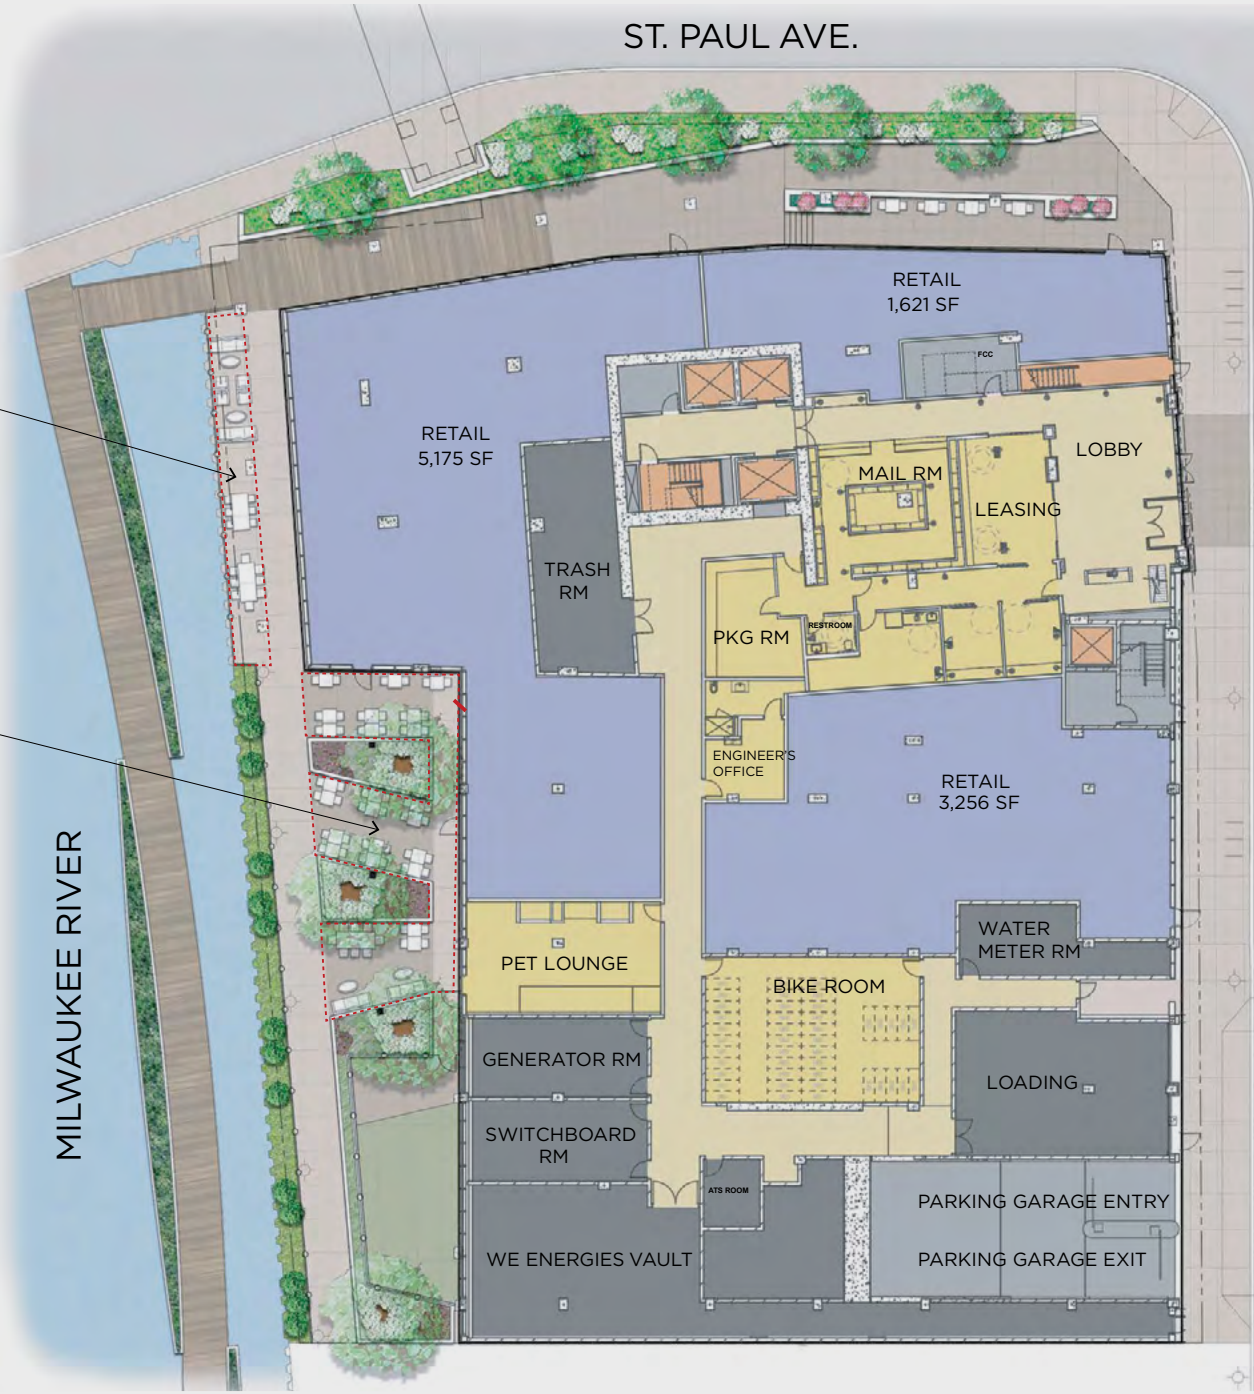 ST. PAUL AVE.
RETAIL
1,621 SF
FCC
RETAIL
5,175 SF
LOBBY
MAIL RM
LEASING
TRASH
RM
RESTROOM
PKG RM
ENGINEER'S
OFFICE
RETAIL
3,256 SF
MILWAUKEE RIVER
WATER
METER RM
PET LOUNGE
BIKE ROOM
GENERATOR RM
LOADING
SWITCHBOARD
RM
ATS ROOM
PARKING GARAGE ENTRY
WE ENERGIES VAULT
PARKING GARAGE EXIT